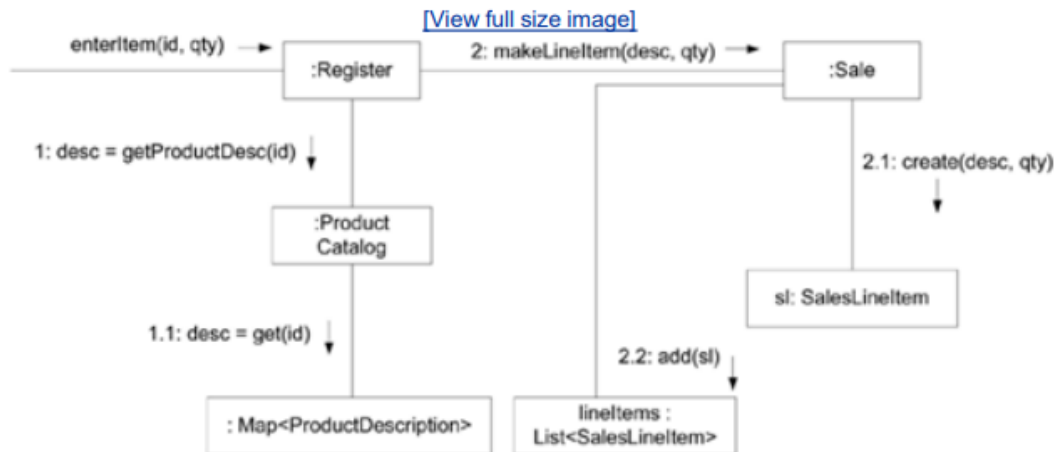 [View full size image]
enterItem(id, qty)
2: makeLineItem(desc, qty)
:Register
:Sale
1: desc = getProductDesc(id)
2.1: create(desc, qty)
:Product
Catalog
sl: SalesLineItem
1.1: desc = get(id)
2.2: add(sl)
: Map<ProductDescription>
lineItems :
List<SalesLineItem>